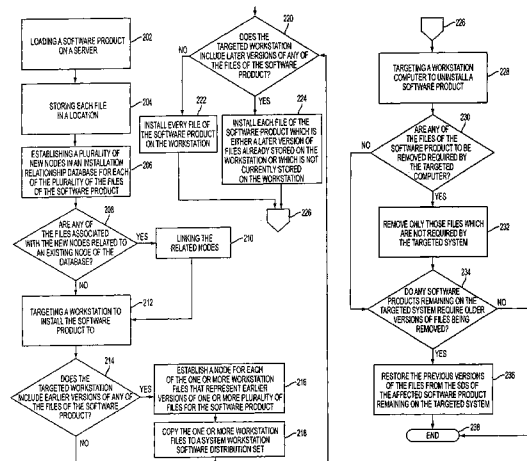 202
LOADING A SOFTWARE PRODUCT
ON A SERVER
204
STORING EACH FILE
IN A LOCATION
ESTABLISHING A PLURALITY OF
NEW NODES IN AN INSTALLATION
RELATIONSHIP DATABASE FOR EACH
OF THE PLURALITY OF THE FILES
OF THE SOFTWARE PRODUCT
206
208
ARE ANY OF
THE FILES ASSOCIATED
WITH THE NEW NODES RELATED TO
AN EXISTING NODE OF THE
DATABASE?
YES
LINKING THE
RELATED NODES
210
NO
212
TARGETING A WORKSTATION TO
INSTALL THE SOFTWARE
PRODUCT TO
214
DOES THE
TARGETED WORKSTATION
INCLUDE EARLIER VERSIONS OF ANY OF
THE FILES OF THE SOFTWARE
PRODUCT?
YES
NO
ESTABLISH A NODE FOR EACH
OF THE ONE OR MORE WORKSTATION
FILES THAT REPRESENT EARLIER
VERSIONS OF ONE OR MORE PLURALITY OF
FILES FOR THE SOFTWARE PRODUCT
216
218
COPY THE ONE OR MORE WORKSTATION
FILES TO A SYSTEM WORKSTATION
SOFTWARE DISTRIBUTION SET
220
DOES THE
TARGETED WORKSTATION
INCLUDE LATER VERSIONS OF ANY OF
THE FILES OF THE SOFTWARE
PRODUCT?
NO
222
INSTALL EVERY FILE OF
THE SOFTWARE PRODUCT
ON THE WORKSTATION
YES
224
INSTALL EACH FILE OF THE
SOFTWARE PRODUCT WHICH IS
EITHER A LATER VERSION OF
FILES ALREADY STORED ON THE
WORKSTATION OR WHICH IS NOT
CURRENTLY STORED
ON THE WORKSTATION
226
226
TARGETING A WORKSTATION
COMPUTER TO UNINSTALL A
SOFTWARE PRODUCT
228
230
ARE ANY OF
THE FILES OF THE
SOFTWARE PRODUCT TO BE
REMOVED REQUIRED BY
THE TARGETED
COMPUTER?
NO
YES
REMOVE ONLY THOSE FILES WHICH
ARE NOT REQUIRED BY
THE TARGETED SYSTEM
232
234
DO ANY SOFTWARE
PRODUCTS REMAINING ON THE
TARGETED SYSTEM REQUIRE OLDER
VERSIONS OF FILES BEING
REMOVED?
NO
YES
236
RESTORE THE PREVIOUS VERSIONS
OF THE FILES FROM THE SDS OF
THE AFFECTED SOFTWARE PRODUCT
REMAINING ON THE TARGETED SYSTEM
238
END